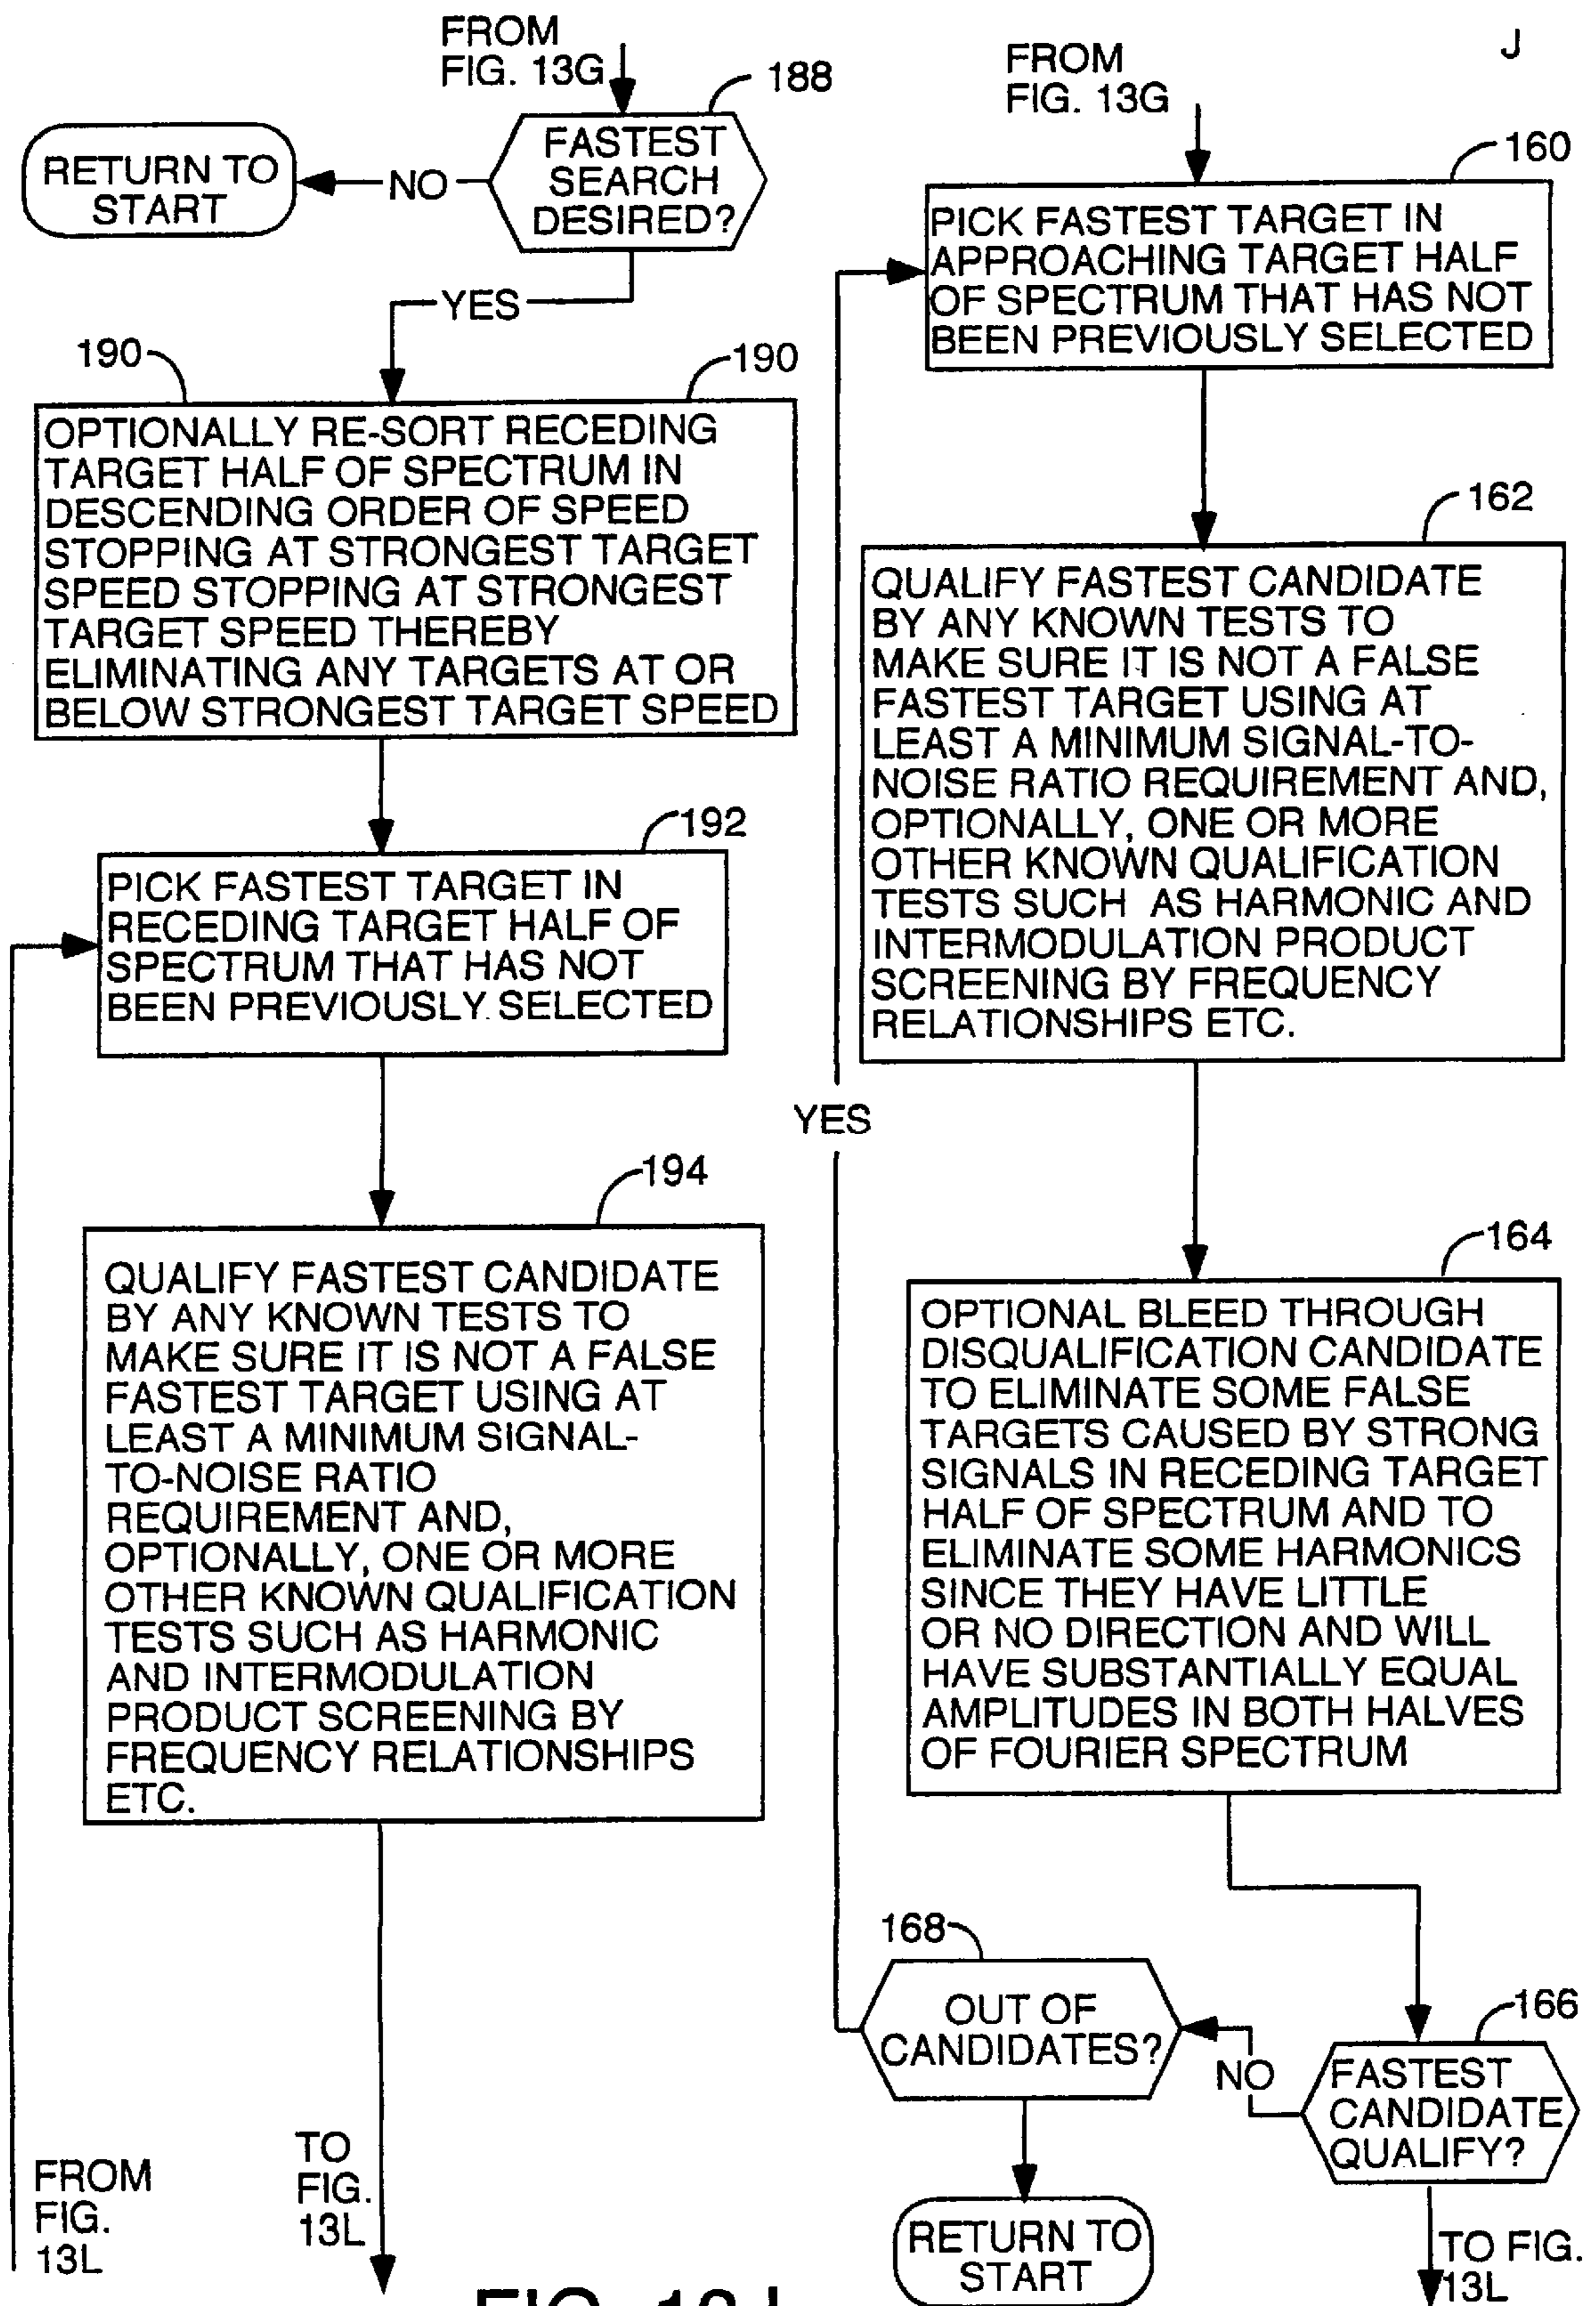 FROM
FIG. 13G
188
FASTEST
SEARCH
DESIRED?
NO
RETURN TO
START
YES
190
190
OPTIONALLY RE-SORT RECEDING
TARGET HALF OF SPECTRUM IN
DESCENDING ORDER OF SPEED
STOPPING AT STRONGEST TARGET
SPEED STOPPING AT STRONGEST
TARGET SPEED THEREBY
ELIMINATING ANY TARGETS AT OR
BELOW STRONGEST TARGET SPEED
192
PICK FASTEST TARGET IN
RECEDING TARGET HALF OF
SPECTRUM THAT HAS NOT
BEEN PREVIOUSLY SELECTED
194
QUALIFY FASTEST CANDIDATE
BY ANY KNOWN TESTS TO
MAKE SURE IT IS NOT A FALSE
FASTEST TARGET USING AT
LEAST A MINIMUM SIGNAL-
TO-NOISE RATIO
REQUIREMENT AND,
OPTIONALLY, ONE OR MORE
OTHER KNOWN QUALIFICATION
TESTS SUCH AS HARMONIC
AND INTERMODULATION
PRODUCT SCREENING BY
FREQUENCY RELATIONSHIPS
ETC.
FROM
FIG.
13L
TO
FIG.
13L
J
FROM
FIG. 13G
160
PICK FASTEST TARGET IN
APPROACHING TARGET HALF
OF SPECTRUM THAT HAS NOT
BEEN PREVIOUSLY SELECTED
162
QUALIFY FASTEST CANDIDATE
BY ANY KNOWN TESTS TO
MAKE SURE IT IS NOT A FALSE
FASTEST TARGET USING AT
LEAST A MINIMUM SIGNAL-TO-
NOISE RATIO REQUIREMENT AND,
OPTIONALLY, ONE OR MORE
OTHER KNOWN QUALIFICATION
TESTS SUCH AS HARMONIC AND
INTERMODULATION PRODUCT
SCREENING BY FREQUENCY
RELATIONSHIPS ETC.
YES
164
OPTIONAL BLEED THROUGH
DISQUALIFICATION CANDIDATE
TO ELIMINATE SOME FALSE
TARGETS CAUSED BY STRONG
SIGNALS IN RECEDING TARGET
HALF OF SPECTRUM AND TO
ELIMINATE SOME HARMONICS
SINCE THEY HAVE LITTLE
OR NO DIRECTION AND WILL
HAVE SUBSTANTIALLY EQUAL
AMPLITUDES IN BOTH HALVES
OF FOURIER SPECTRUM
168
OUT OF
CANDIDATES?
NO
166
FASTEST
CANDIDATE
QUALIFY?
RETURN TO
START
TO FIG.
13L